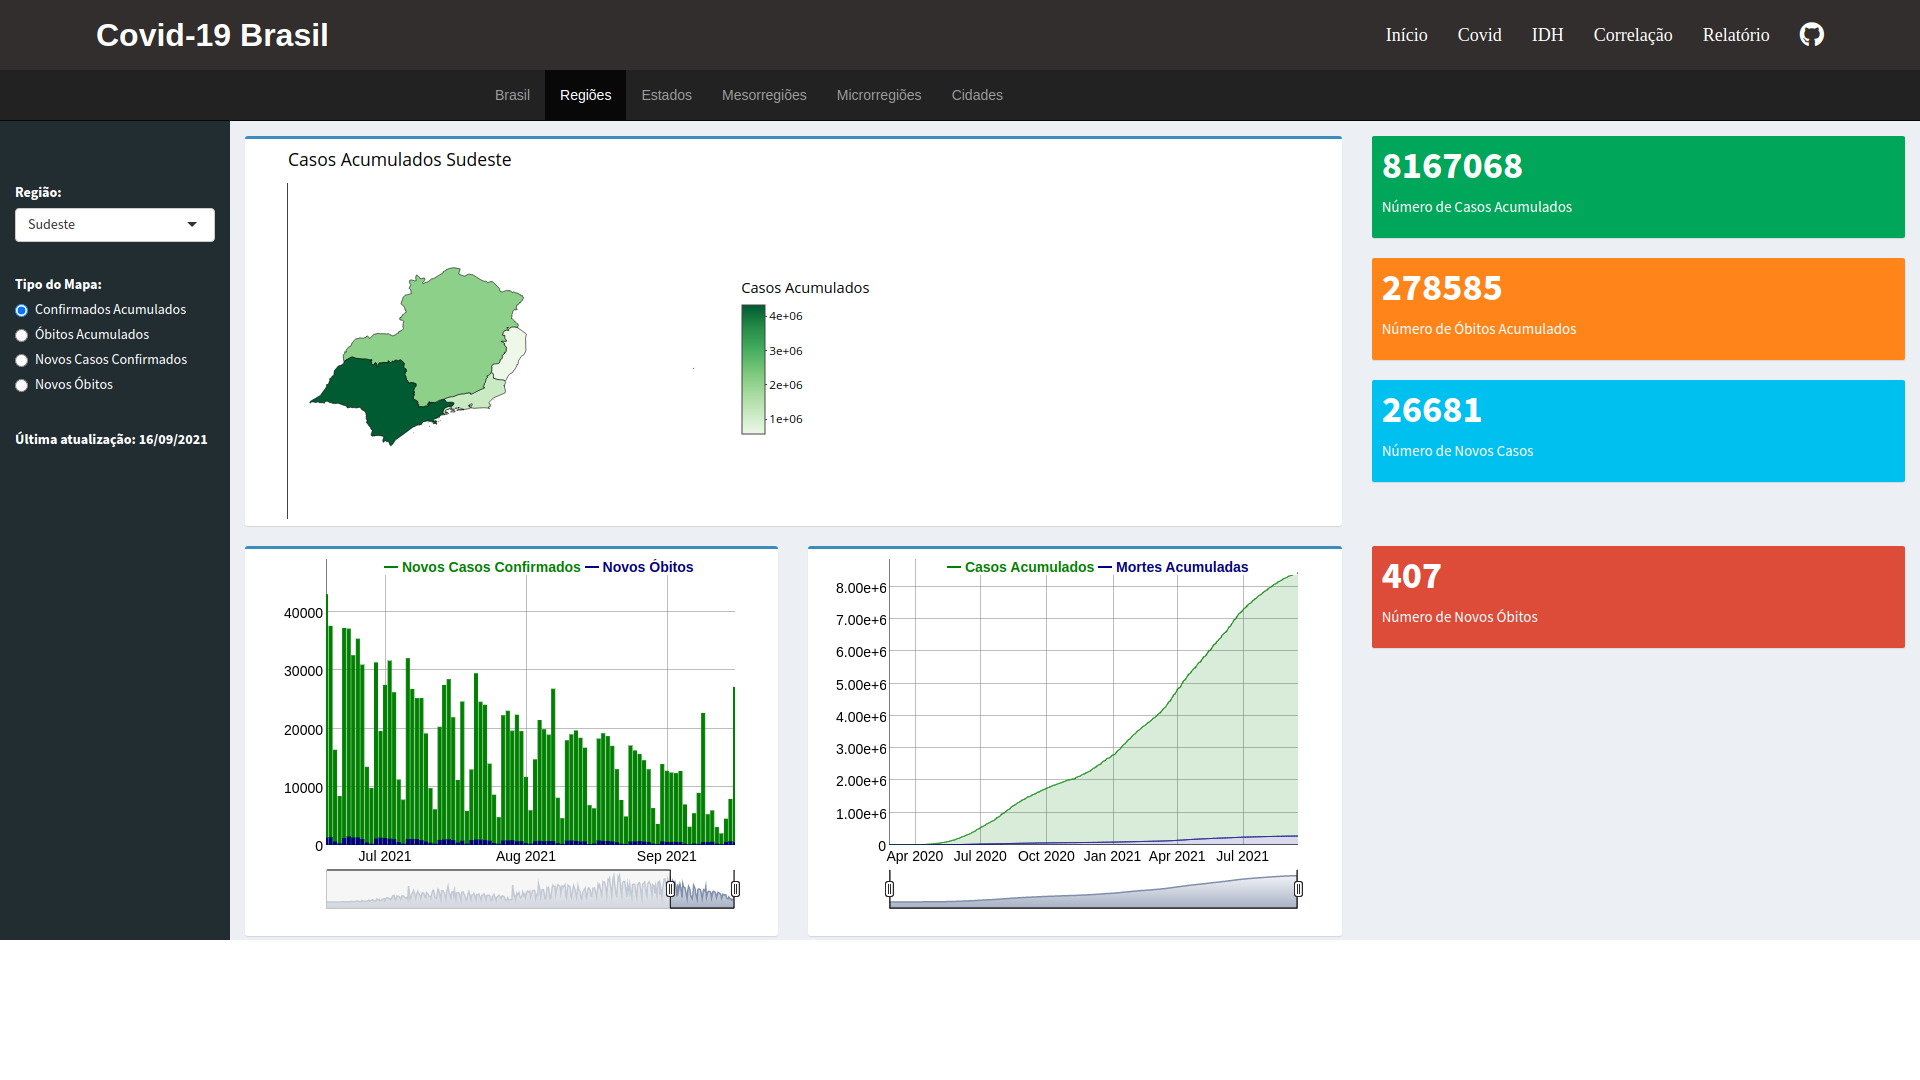 Covid-19 Brasil
Início Covid IDH Correlação Relatório
Brasil Regiões Estados Mesorregiões Microrregiões Cidades
Região:
Sudeste
Tipo do Mapa:
Confirmados Acumulados
Óbitos Acumulados
Novos Casos Confirmados
Novos Óbitos
Última atualização: 16/09/2021
Casos Acumulados Sudeste
Casos Acumulados
4e+06
3e+06
2e+06
1e+06
8167068
Número de Casos Acumulados
278585
Número de Óbitos Acumulados
26681
Número de Novos Casos
407
Número de Novos Óbitos
Novos Casos Confirmados Novos Óbitos
40000
30000
20000
10000
0
Jul 2021 Aug 2021 Sep 2021
Casos Acumulados Mortes Acumuladas
8.00e+6
7.00e+6
6.00e+6
5.00e+6
4.00e+6
3.00e+6
2.00e+6
1.00e+6
0
Apr 2020 Jul 2020 Oct 2020 Jan 2021 Apr 2021 Jul 2021